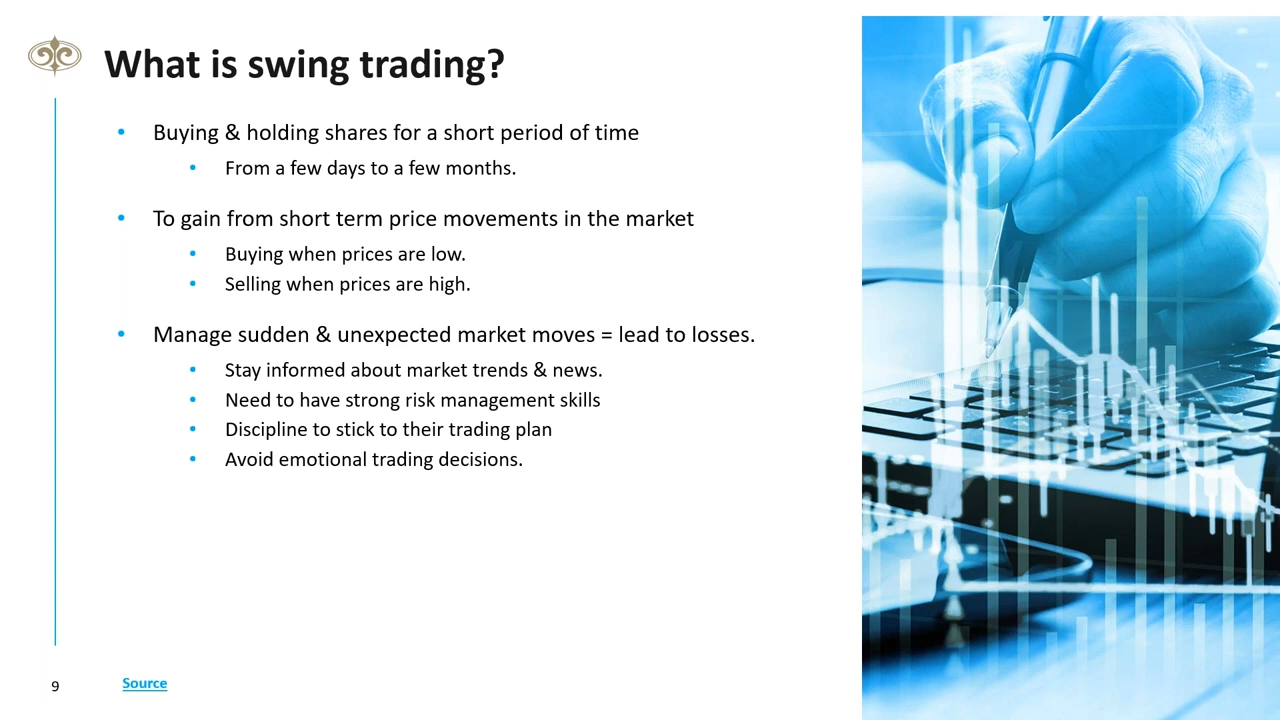 What is swing trading?
• Buying & holding shares for a short period of time
• From a few days to a few months.
• To gain from short term price movements in the market
• Buying when prices are low.
• Selling when prices are high.
• Manage sudden & unexpected market moves = lead to losses.
• Stay informed about market trends & news.
• Need to have strong risk management skills
• Discipline to stick to their trading plan
• Avoid emotional trading decisions.
9
Source